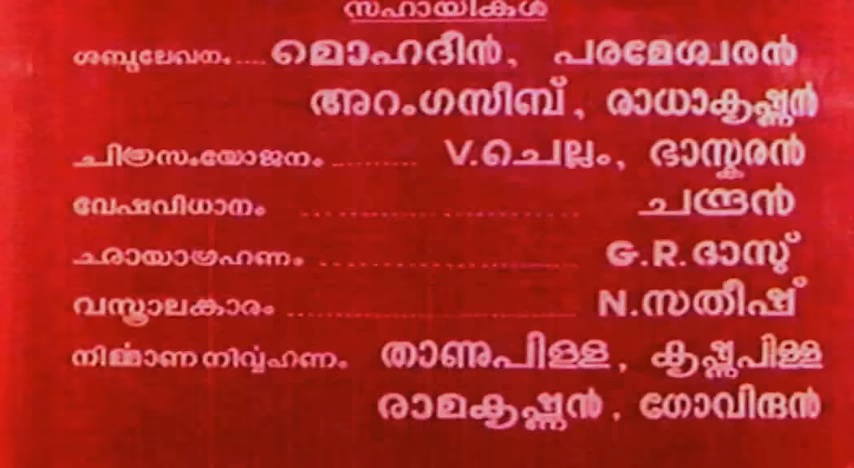 സഹായികൾ
ശബ്ദലേഖനം.... മൊഹദീൻ, പരമേശ്വരൻ
അറംഗസീബ്, രാധാകൃഷ്ണൻ
ചിത്രസംയോജനം ........ V.ചെല്ലം, ഭാസ്കരൻ
വേഷവിധാനം ........................ ചന്ദ്രൻ
ഛായാഗ്രഹണം ...................... G.R.ദാസ്
വസ്ത്രാലകാരം ........................ N.സതീഷ്
നിർമ്മാണ നിർവ്വഹണം. താണുപിള്ള, കൃഷ്ണപിള്ള
രാമകൃഷ്ണൻ, ഗോവിന്ദൻ